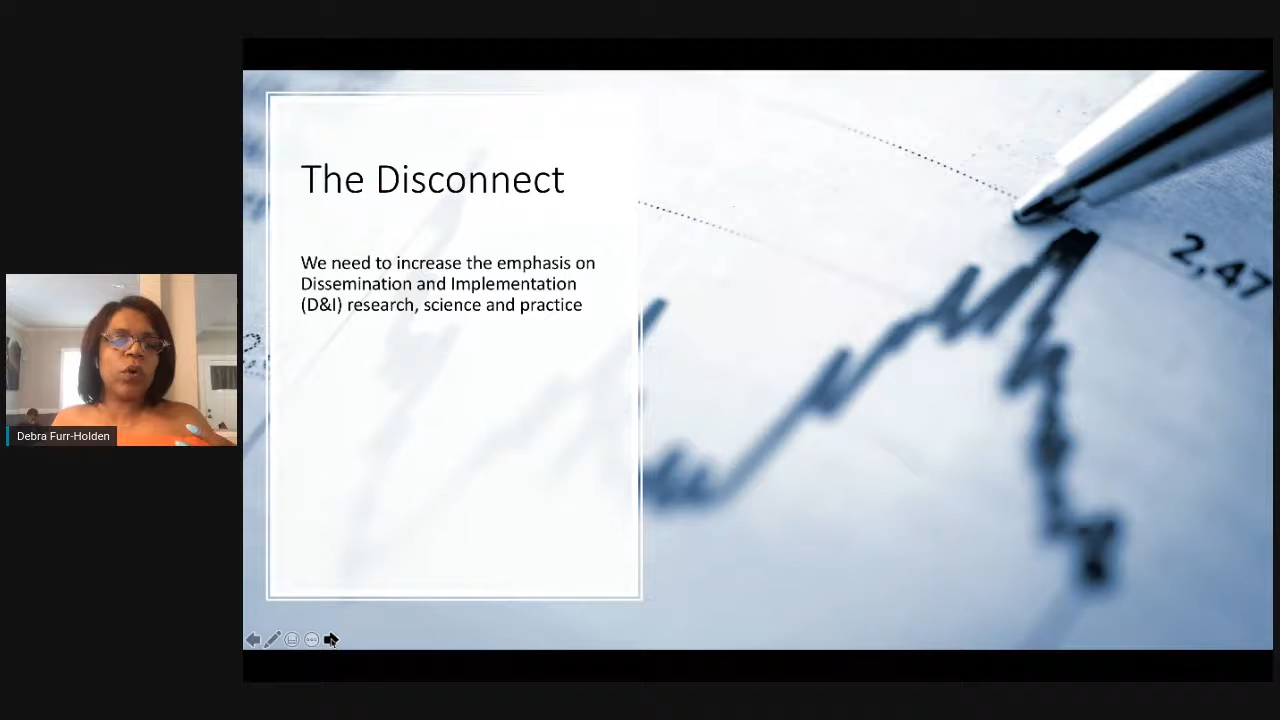 The Disconnect
We need to increase the emphasis on
Dissemination and Implementation
(D&I) research, science and practice
2,47
Debra Furr-Holden